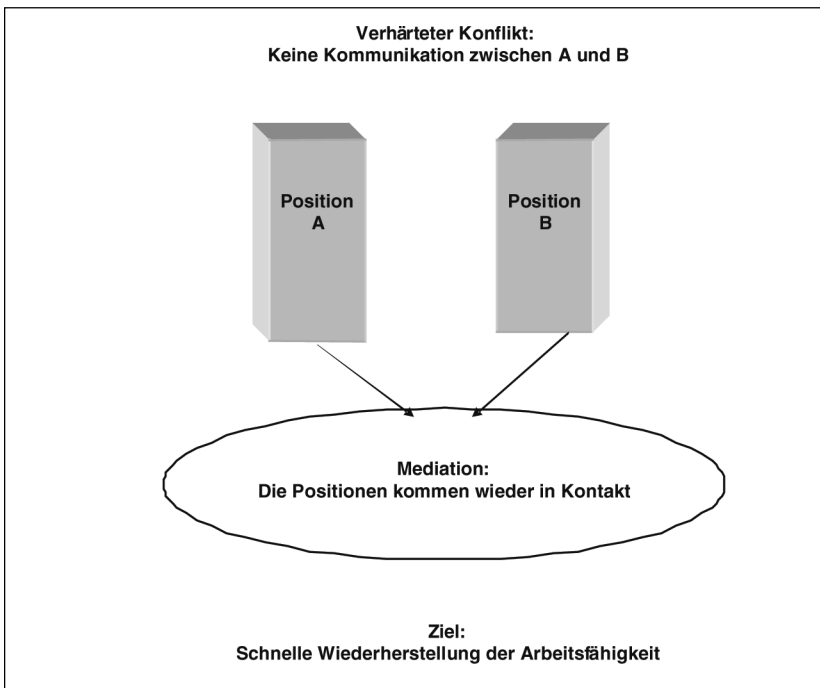 Verhärteter Konflikt:
Keine Kommunikation zwischen A und B
Position
A
Position
B
Mediation:
Die Positionen kommen wieder in Kontakt
Ziel:
Schnelle Wiederherstellung der Arbeitsfähigkeit